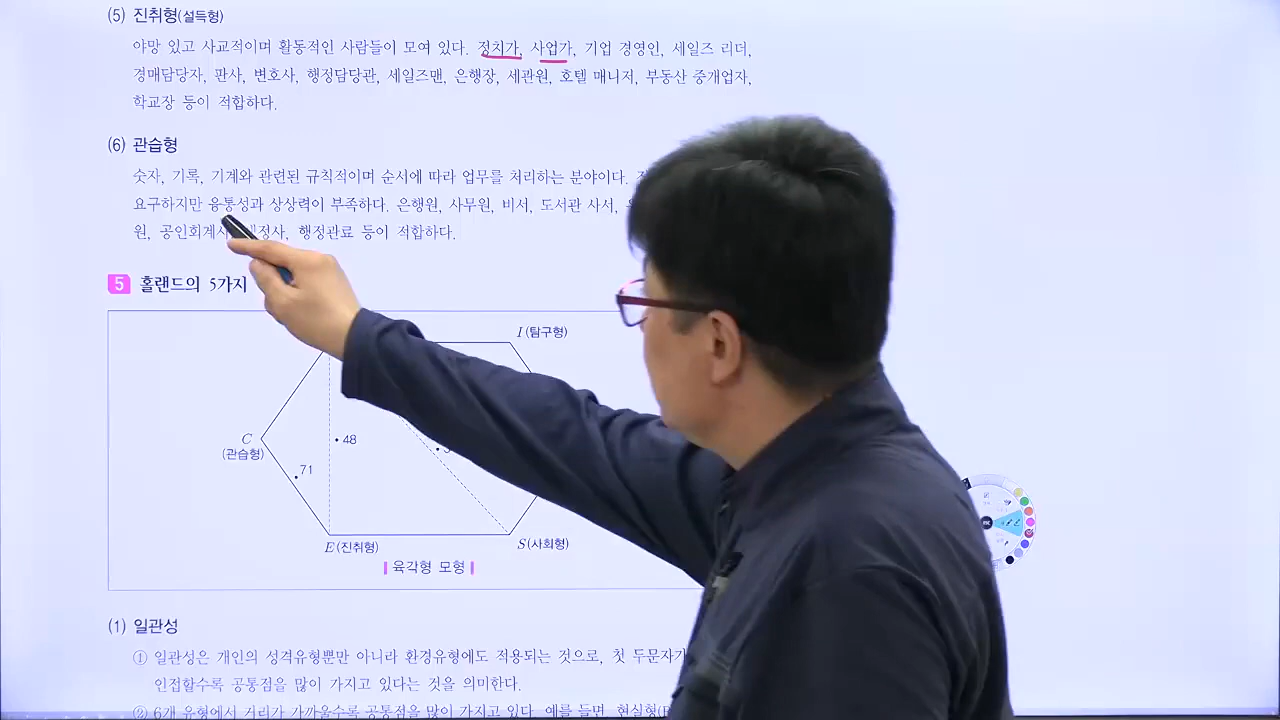 (5) 진취형(설득형)
야망 있고 사교적이며 활동적인 사람들이 모여 있다. 정치가, 사업가, 기업 경영인, 세일즈 리더,
경매담당자, 판사, 변호사, 행정담당관, 세일즈맨, 은행장, 세관원, 호텔 매니저, 부동산 중개업자,
학교장 등이 적합하다.
(6) 관습형
숫자, 기록, 기계와 관련된 규칙적이며 순시에 따라 업무를 처리하는 분야이다.
요구하지만 융통성과 상상력이 부족하다. 은행원, 사무원, 비서, 도서관 사서,
원, 공인회계사 행정관료 등이 적합하다.
5 홀랜드의 5가지
I (탐구형)
C
(관습형)
• 48
• 71
E (진취형)
S (사회형)
육각형 모형
(1) 일관성
① 일관성은 개인의 성격유형뿐만 아니라 환경유형에도 적용되는 것으로, 첫 두문자가
인접할수록 공통점을 많이 가지고 있다는 것을 의미한다.
② 6개 유형에서 거리가 가까울수록 공통점을 많이 가지고 있다. 예를 들면, 현실형(R